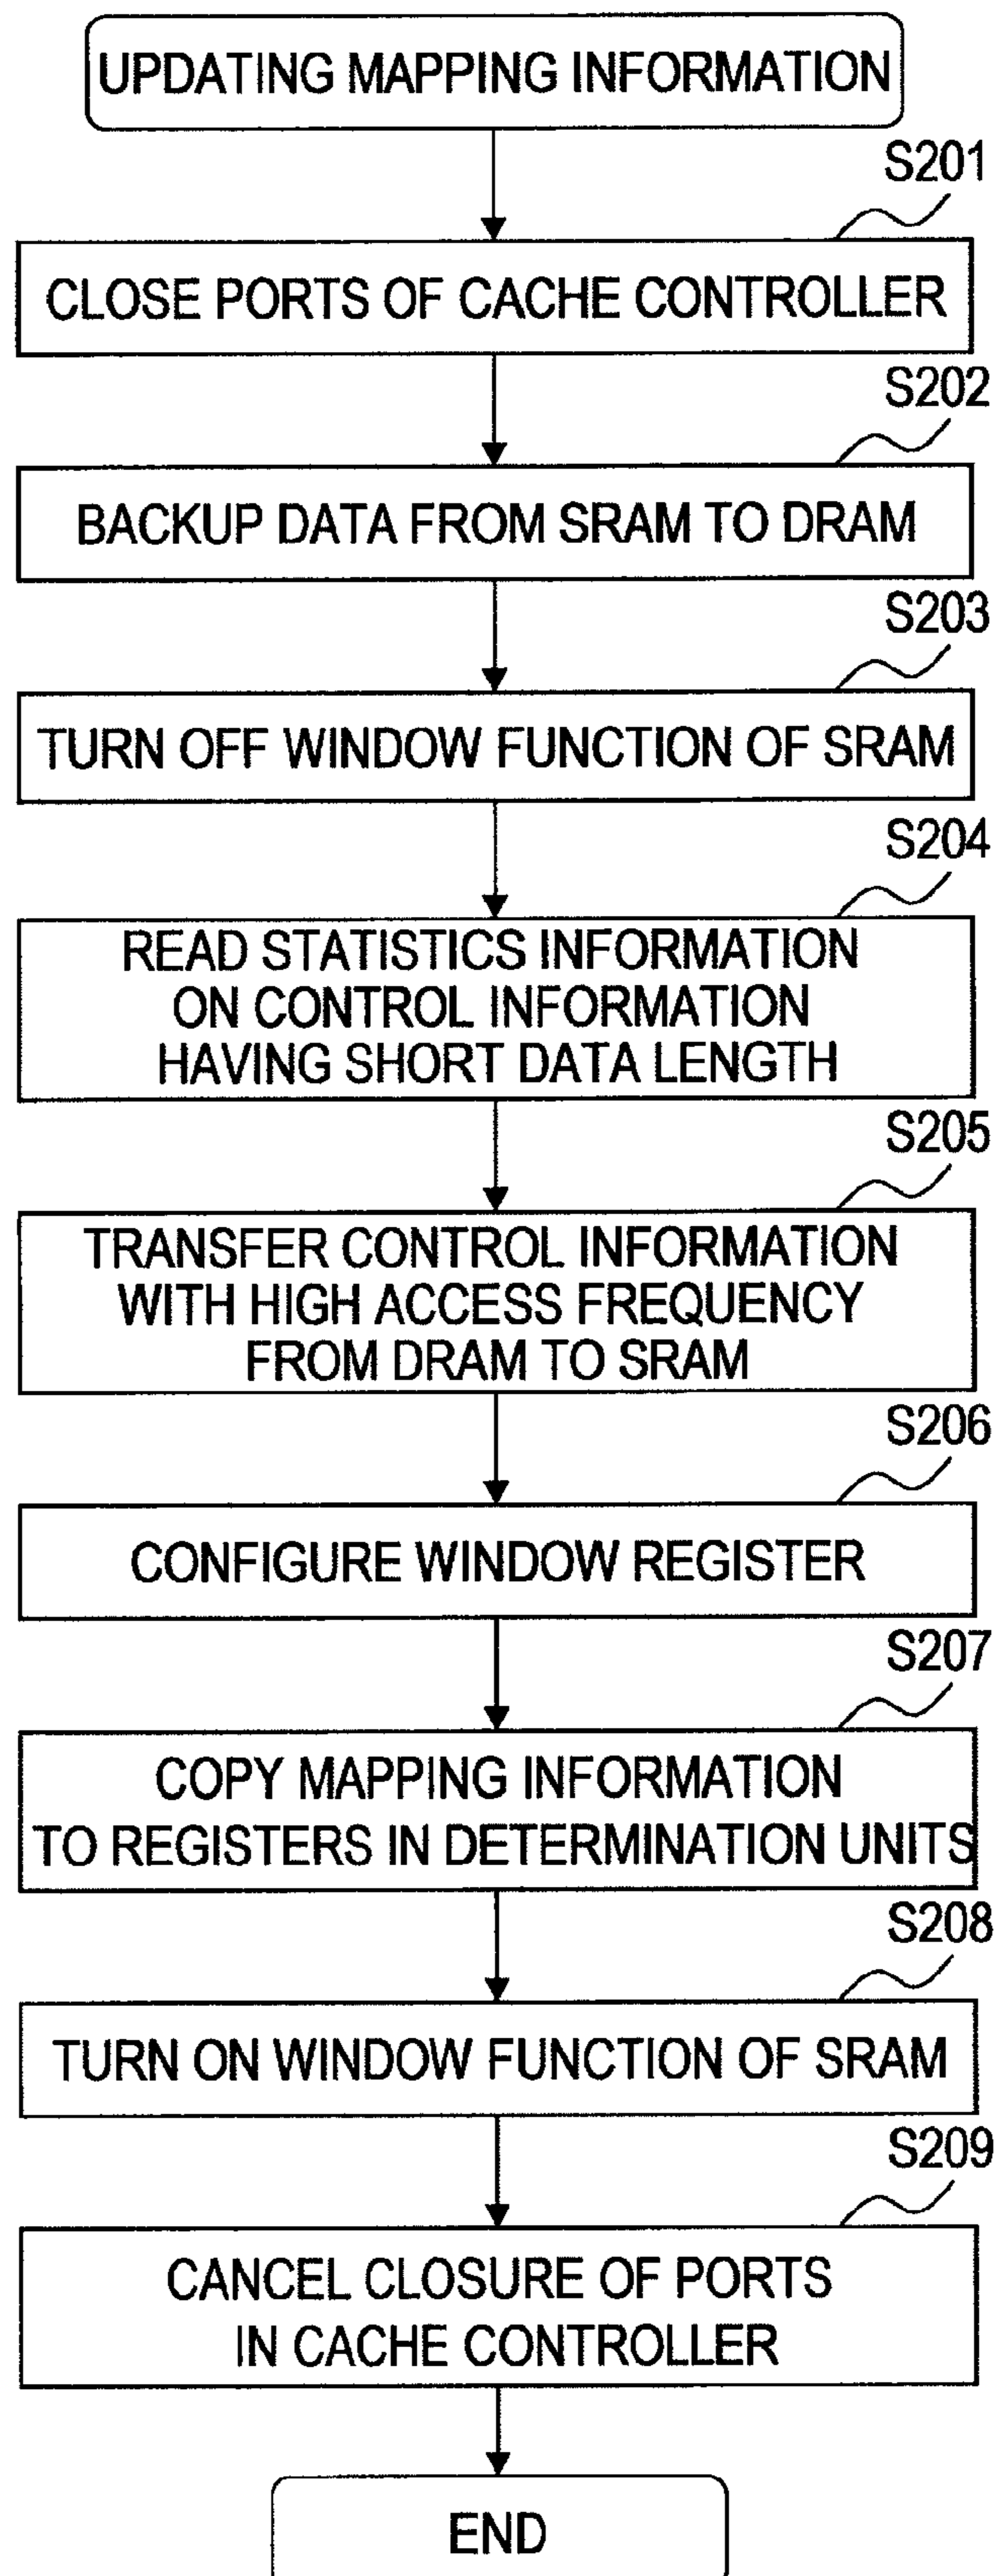 UPDATING MAPPING INFORMATION
S201
CLOSE PORTS OF CACHE CONTROLLER
S202
BACKUP DATA FROM SRAM TO DRAM
S203
TURN OFF WINDOW FUNCTION OF SRAM
S204
READ STATISTICS INFORMATION
ON CONTROL INFORMATION
HAVING SHORT DATA LENGTH
S205
TRANSFER CONTROL INFORMATION
WITH HIGH ACCESS FREQUENCY
FROM DRAM TO SRAM
S206
CONFIGURE WINDOW REGISTER
S207
COPY MAPPING INFORMATION
TO REGISTERS IN DETERMINATION UNITS
S208
TURN ON WINDOW FUNCTION OF SRAM
S209
CANCEL CLOSURE OF PORTS
IN CACHE CONTROLLER
END